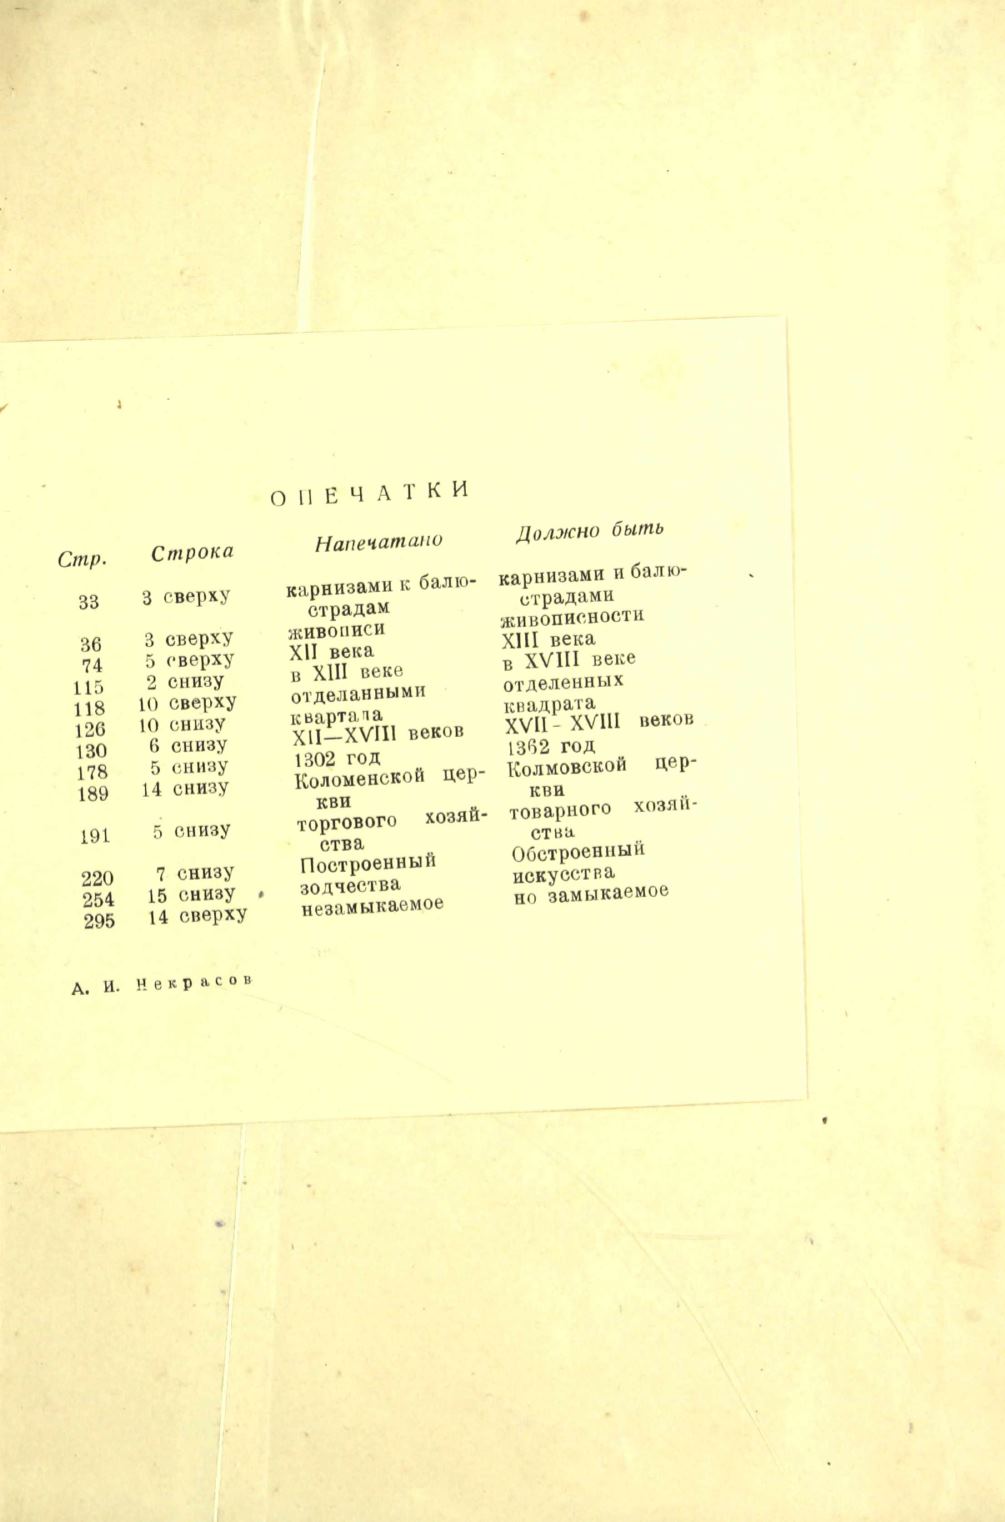 ОПЕЧАТКИ
Стр. Строка Напечатано Должно быть
33 3 сверху карнизами к балю- карнизами и балю-
страдам страдами
36 3 сверху живописи живописности
74 5 сверху XII века XIII века
115 2 снизу в XIII веке в XVIII веке
118 10 сверху отделанными отделенных
126 10 снизу квартала квадрата
130 6 снизу XII—XVIII веков XVII - XVIII веков
178 5 снизу 1302 год 1362 год
189 14 снизу Коломенской цер- Колмовской цер-
кви кви
191 5 снизу торгового хозяй- товарного хозяй-
ства ства
220 7 снизу Построенный Обстроенный
254 15 снизу зодчества искусства
295 14 сверху незамыкаемое но замыкаемое
А. И. Некрасов